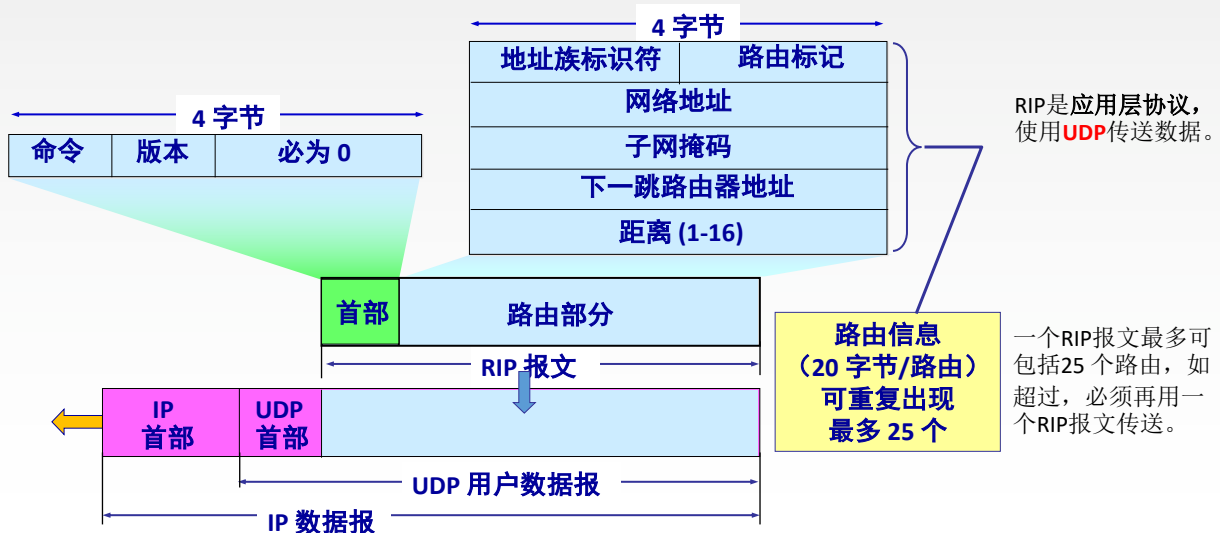 4 字节
地址族标识符 路由标记
网络地址
子网掩码
下一跳路由器地址
距离 (1-16)
4 字节
命令 版本 必为 0
RIP是应用层协议,
使用UDP传送数据。
首部 路由部分
RIP 报文
路由信息
(20 字节/路由)
可重复出现
最多 25 个
一个RIP报文最多可
包括25 个路由,如
超过,必须再用一
个RIP报文传送。
IP
首部
UDP
首部
UDP 用户数据报
IP 数据报